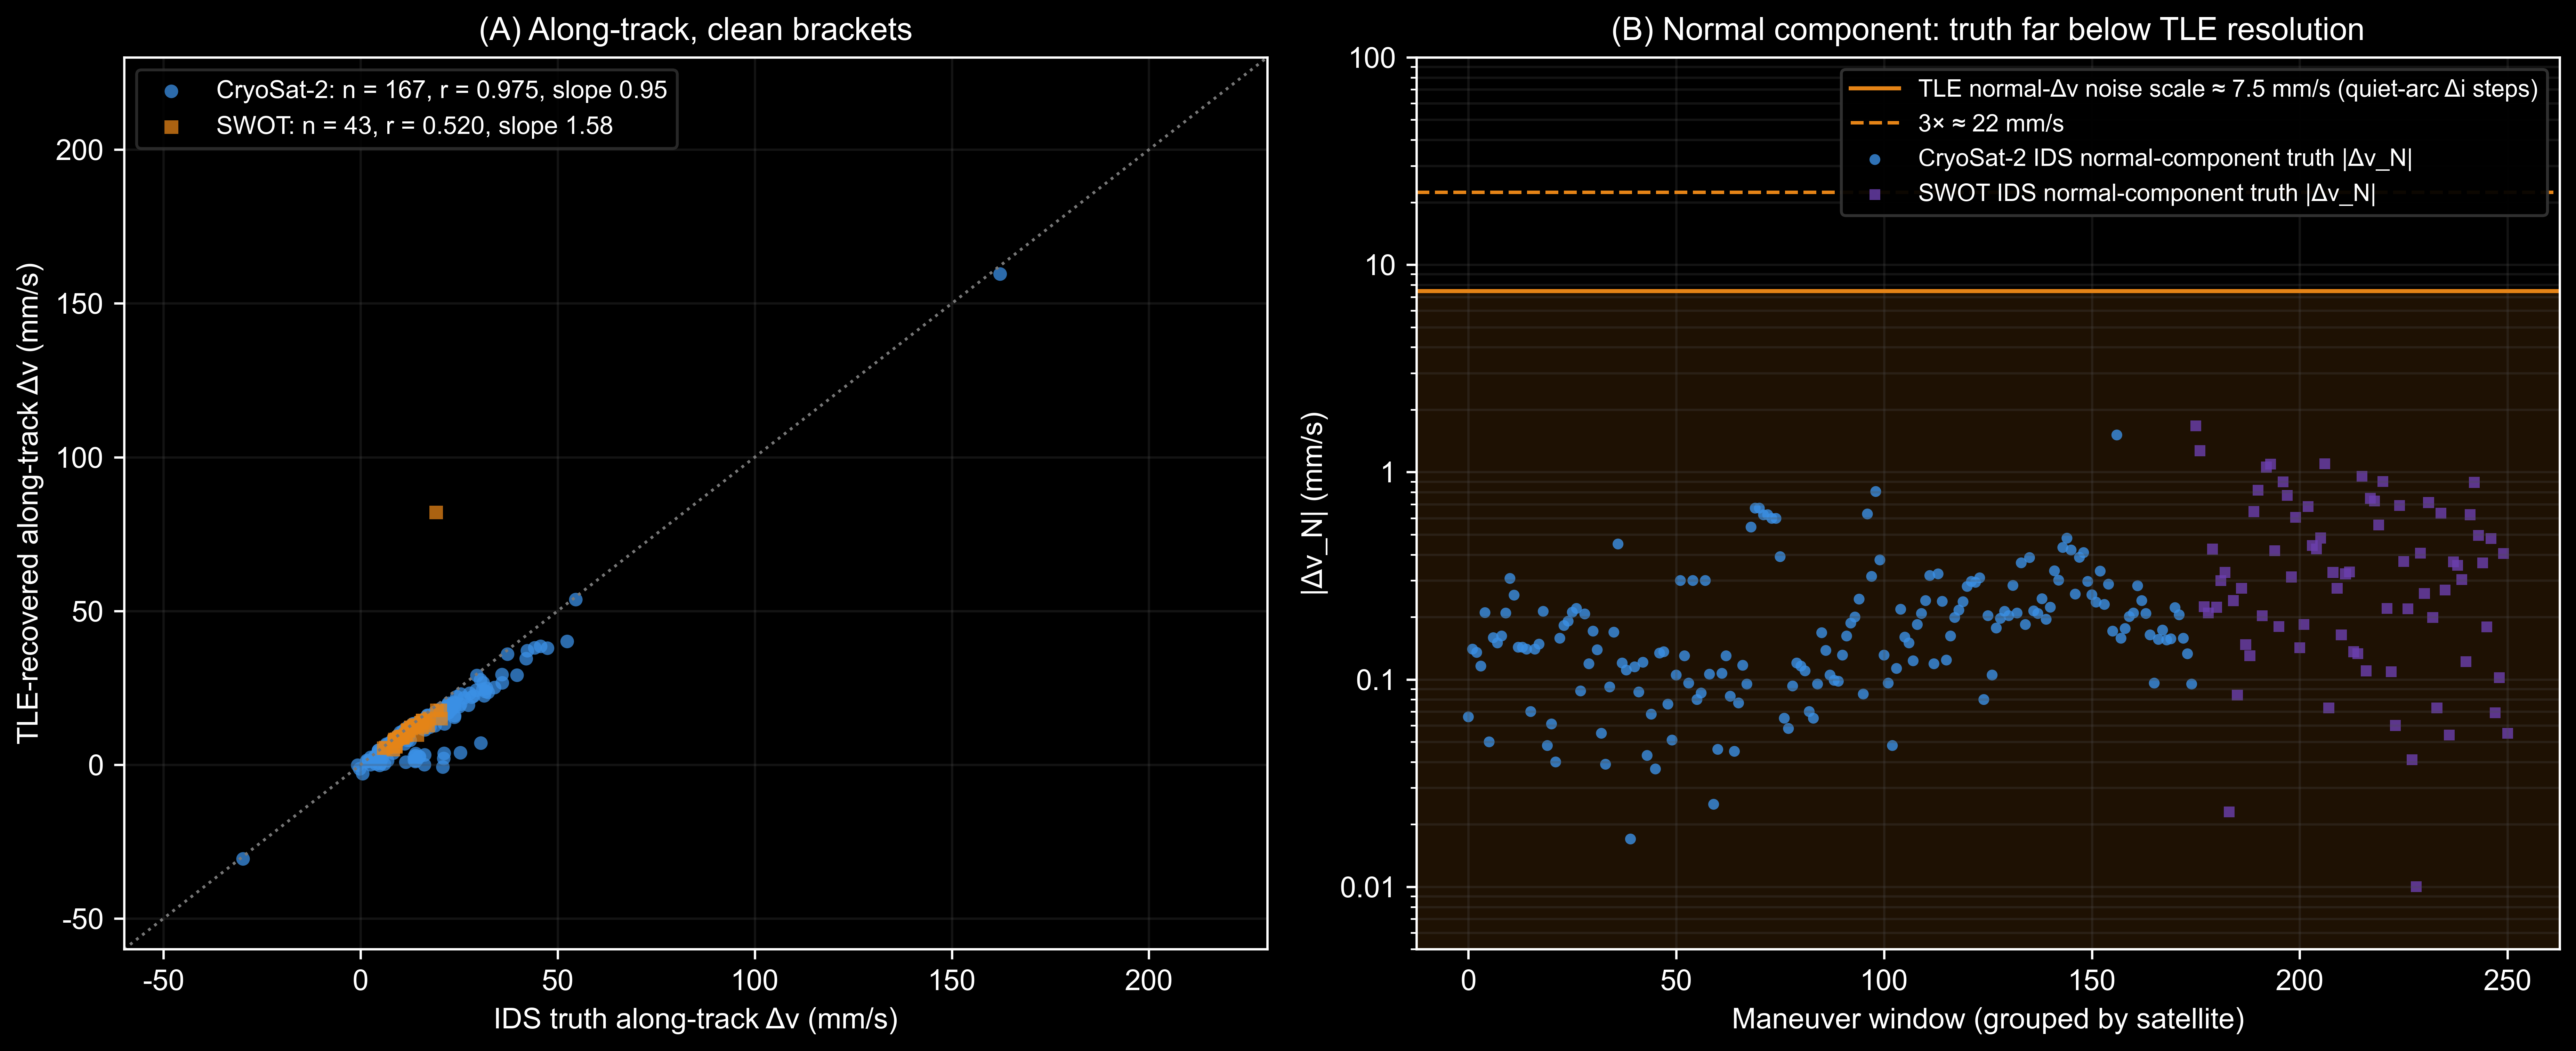 (A) Along-track, clean brackets
CryoSat-2: n = 167, r = 0.975, slope 0.95
SWOT: n = 43, r = 0.520, slope 1.58
TLE-recovered along-track Δv (mm/s)
200
150
100
50
0
-50
-50
0
50
100
150
200
IDS truth along-track Δv (mm/s)
(B) Normal component: truth far below TLE resolution
TLE normal-Δv noise scale ≈ 7.5 mm/s (quiet-arc Δi steps)
3× ≈ 22 mm/s
CryoSat-2 IDS normal-component truth |Δv_N|
SWOT IDS normal-component truth |Δv_N|
|Δv_N| (mm/s)
100
10
1
0.1
0.01
0
50
100
150
200
250
Maneuver window (grouped by satellite)